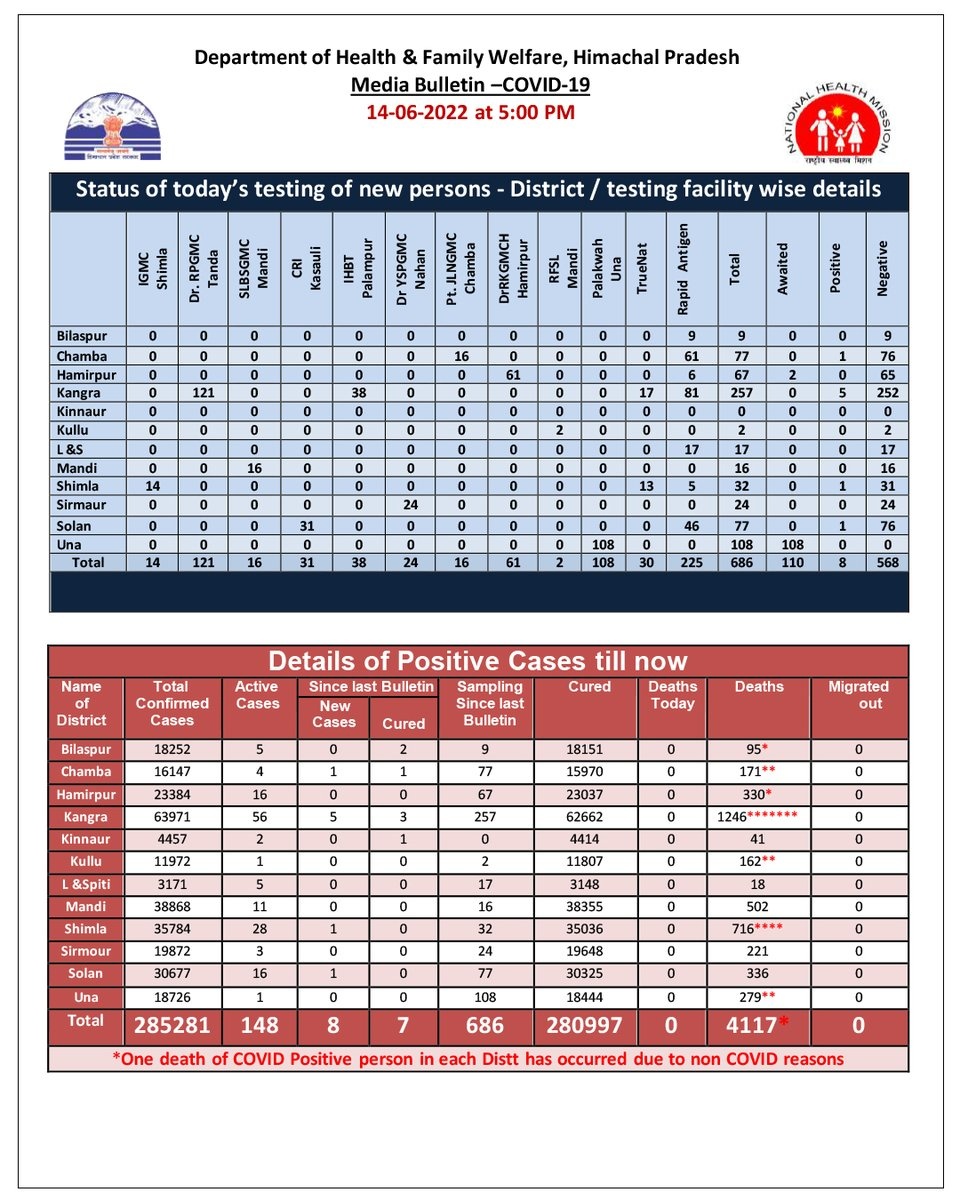 Department of Health & Family Welfare, Himachal Pradesh
Media Bulletin –COVID-19
14-06-2022 at 5:00 PM
NATIONAL HEALTH MISSION
राष्ट्रीय स्वास्थ्य मिशन
Status of today's testing of new persons - District / testing facility wise details
IGMC Shimla Dr. RPGMC Tanda SLBSGMC Mandi CRI Kasauli IHBT Palampur Dr YSPGMC Nahan Pt. JLNGMC Chamba DrRKGMCH Hamirpur RFSL Mandi Palakwah Una TrueNat Rapid Antigen Total Awaited Positive Negative
Bilaspur 0 0 0 0 0 0 0 0 0 0 0 9 9 0 0 9
Chamba 0 0 0 0 0 0 16 0 0 0 0 61 77 0 1 76
Hamirpur 0 0 0 0 0 0 0 61 0 0 0 6 67 2 0 65
Kangra 0 121 0 0 38 0 0 0 0 0 17 81 257 0 5 252
Kinnaur 0 0 0 0 0 0 0 0 0 0 0 0 0 0 0 0
Kullu 0 0 0 0 0 0 0 0 2 0 0 0 2 0 0 2
L &S 0 0 0 0 0 0 0 0 0 0 0 17 17 0 0 17
Mandi 0 0 16 0 0 0 0 0 0 0 0 0 16 0 0 16
Shimla 14 0 0 0 0 0 0 0 0 0 13 5 32 0 1 31
Sirmaur 0 0 0 0 0 24 0 0 0 0 0 0 24 0 0 24
Solan 0 0 0 31 0 0 0 0 0 0 0 46 77 0 1 76
Una 0 0 0 0 0 0 0 0 0 108 0 0 108 108 0 0
Total 14 121 16 31 38 24 16 61 2 108 30 225 686 110 8 568
Details of Positive Cases till now
Name of District Total Confirmed Cases Active Cases Since last Bulletin New Cases Cured Sampling Since last Bulletin Cured Deaths Today Deaths Migrated out
Bilaspur 18252 5 0 2 9 18151 0 95* 0
Chamba 16147 4 1 1 77 15970 0 171** 0
Hamirpur 23384 16 0 0 67 23037 0 330* 0
Kangra 63971 56 5 3 257 62662 0 1246******* 0
Kinnaur 4457 2 0 1 0 4414 0 41 0
Kullu 11972 1 0 0 2 11807 0 162** 0
L &Spiti 3171 5 0 0 17 3148 0 18 0
Mandi 38868 11 0 0 16 38355 0 502 0
Shimla 35784 28 1 0 32 35036 0 716**** 0
Sirmour 19872 3 0 0 24 19648 0 221 0
Solan 30677 16 1 0 77 30325 0 336 0
Una 18726 1 0 0 108 18444 0 279** 0
Total 285281 148 8 7 686 280997 0 4117* 0
*One death of COVID Positive person in each Distt has occurred due to non COVID reasons